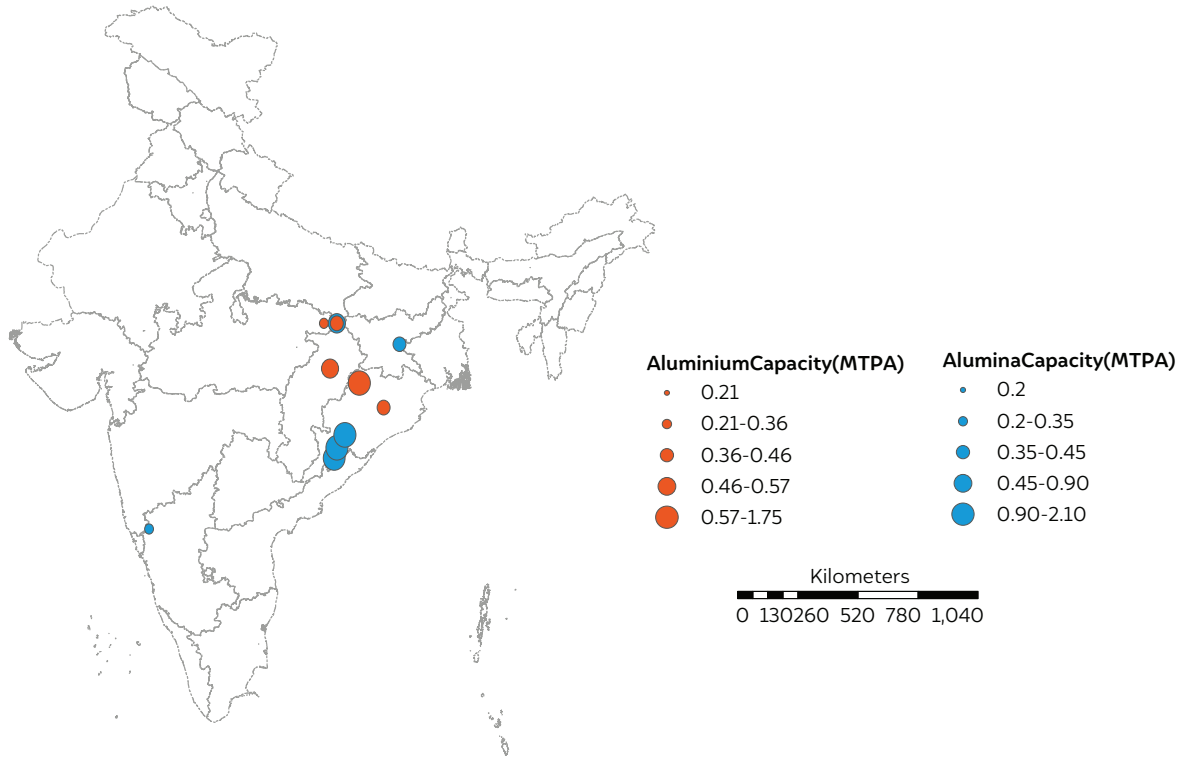 AluminiumCapacity(MTPA)
0.21
0.21-0.36
0.36-0.46
0.46-0.57
0.57-1.75
AluminaCapacity(MTPA)
0.2
0.2-0.35
0.35-0.45
0.45-0.90
0.90-2.10
Kilometers
0 130260 520 780 1,040